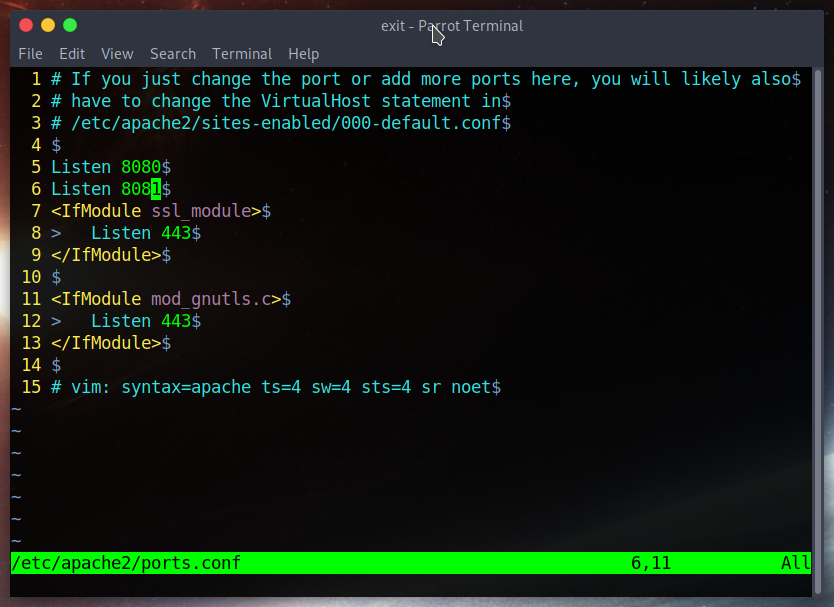 exit - Parrot Terminal
File Edit View Search Terminal Help
1 # If you just change the port or add more ports here, you will likely also$
2 # have to change the VirtualHost statement in$
3 # /etc/apache2/sites-enabled/000-default.conf$
4 $
5 Listen 8080$
6 Listen 8081$
7 <IfModule ssl_module>$
8 >   Listen 443$
9 </IfModule>$
10 $
11 <IfModule mod_gnutls.c>$
12 >   Listen 443$
13 </IfModule>$
14 $
15 # vim: syntax=apache ts=4 sw=4 sts=4 sr noet$
~
~
~
~
~
~
~
/etc/apache2/ports.conf 6,11 All